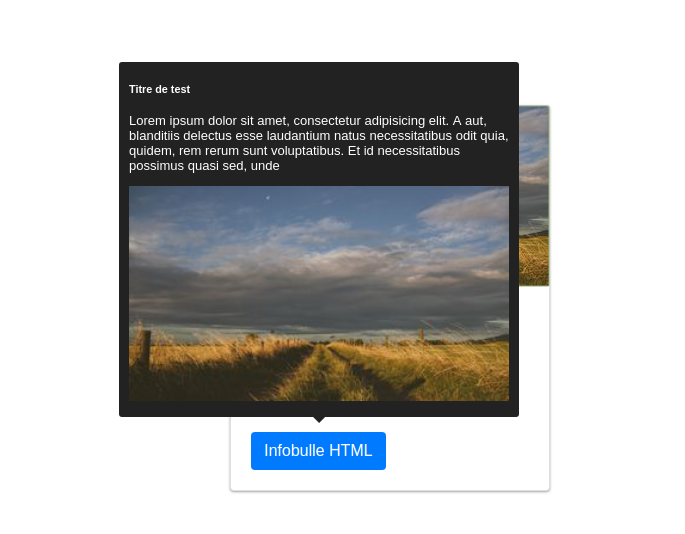 Titre de test
Lorem ipsum dolor sit amet, consectetur adipisicing elit. A aut,
blanditiis delectus esse laudantium natus necessitatibus odit quia,
quidem, rem rerum sunt voluptatibus. Et id necessitatibus
possimus quasi sed, unde
Infobulle HTML